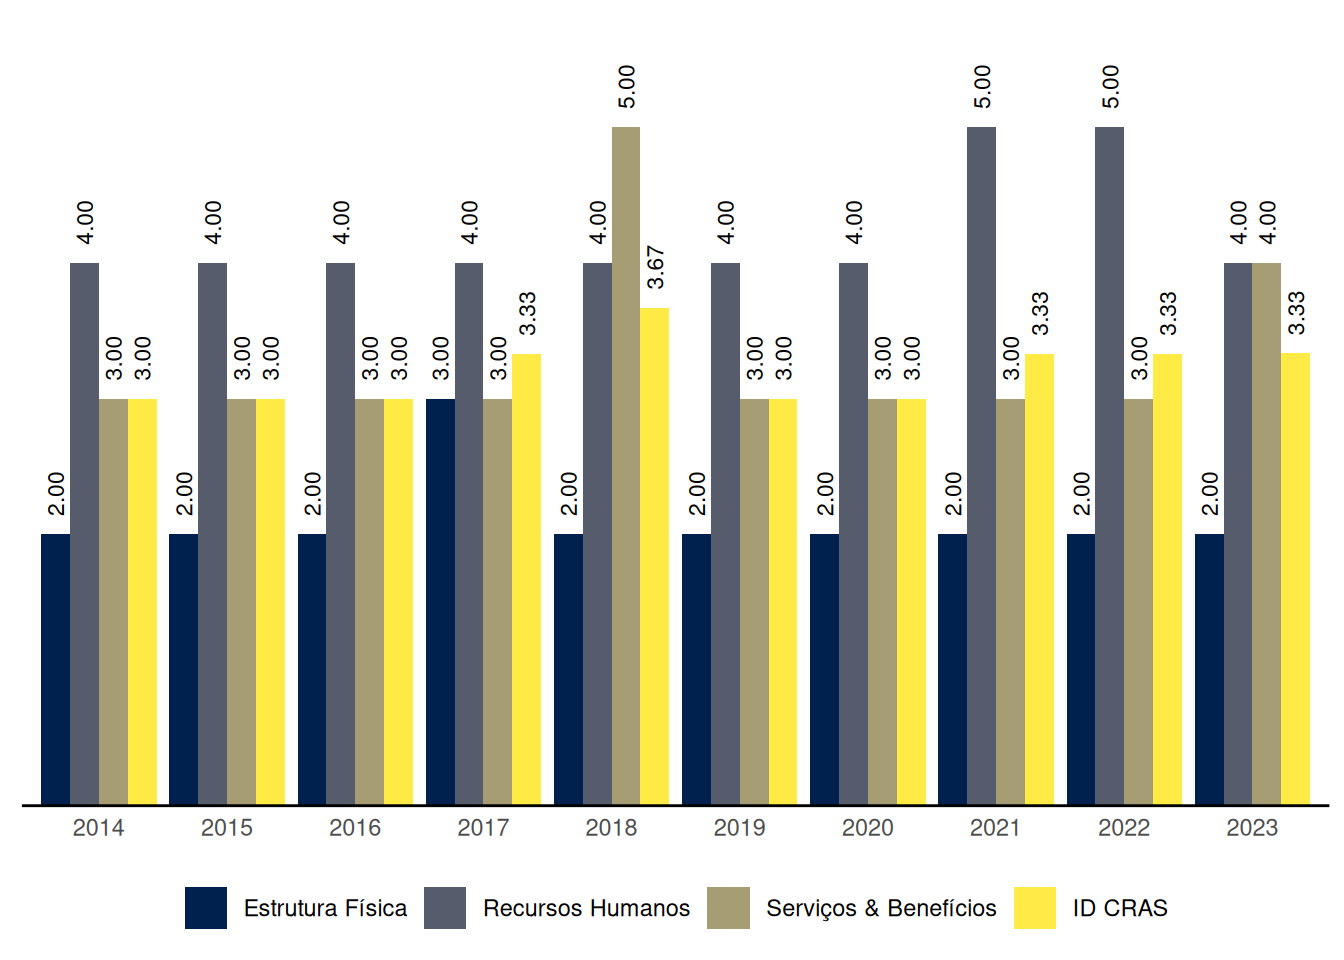 5.00 5.00 5.00
4.00 4.00 4.00 4.00 4.00 4.00 4.00 4.00 4.00
3.67
3.33 3.33 3.33 3.33
3.00 3.00 3.00 3.00 3.00 3.00 3.00 3.00 3.00 3.00 3.00 3.00 3.00 3.00
2.00 2.00 2.00 2.00 2.00 2.00 2.00 2.00 2.00
2014 2015 2016 2017 2018 2019 2020 2021 2022 2023
Estrutura Física Recursos Humanos Serviços & Benefícios ID CRAS